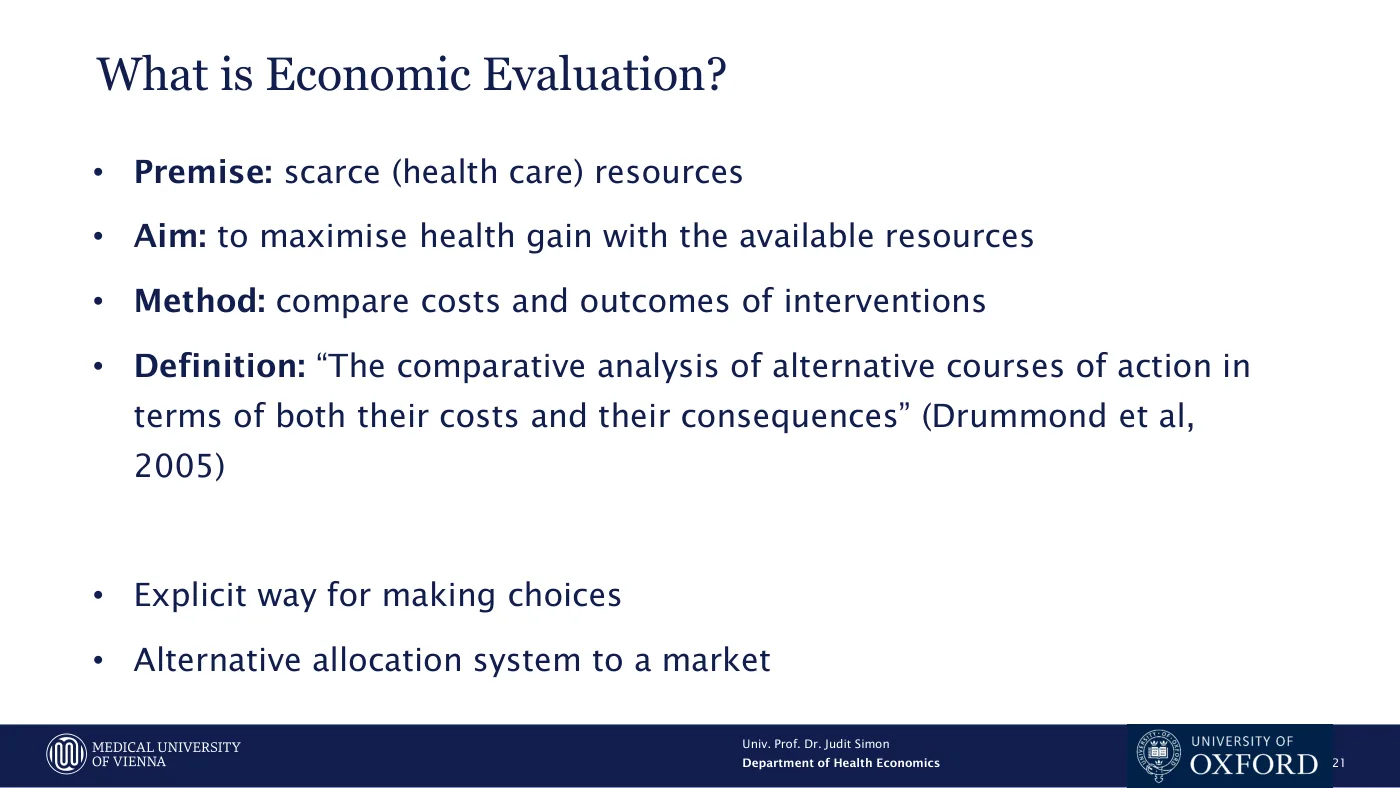 What is Economic Evaluation?
• Premise: scarce (health care) resources
• Aim: to maximise health gain with the available resources
• Method: compare costs and outcomes of interventions
• Definition: “The comparative analysis of alternative courses of action in
terms of both their costs and their consequences” (Drummond et al,
2005)
• Explicit way for making choices
• Alternative allocation system to a market
MEDICAL UNIVERSITY
OF VIENNA
Univ. Prof. Dr. Judit Simon
Department of Health Economics
UNIVERSITY OF
OXFORD
21